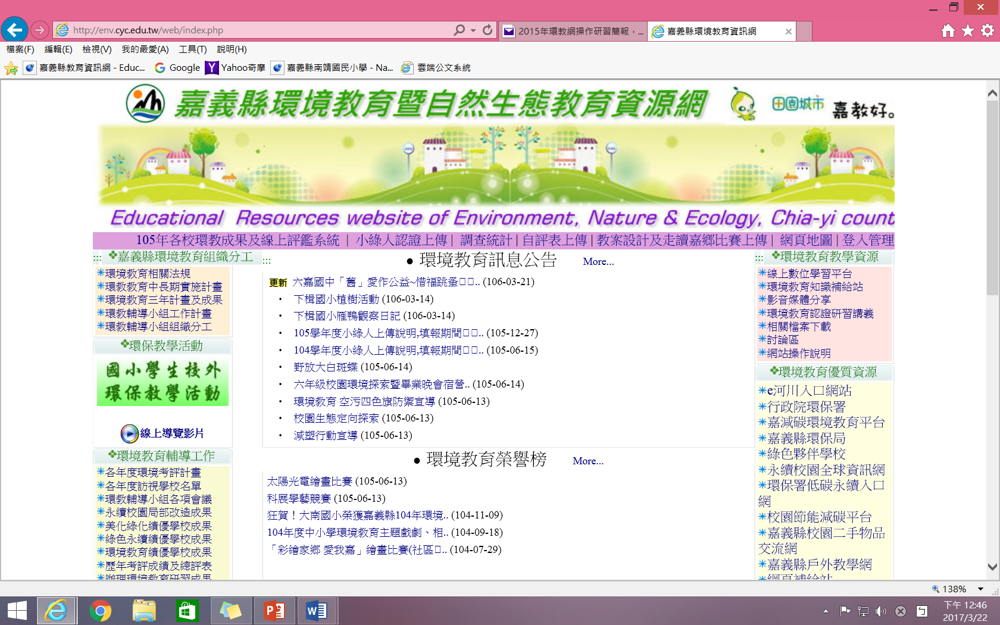 http://env.cyc.edu.tw/web/index.php
2015年環教網操作研習簡報，...
嘉義縣環境教育資訊網
檔案(F) 編輯(E) 檢視(V) 我的最愛(A) 工具(T) 說明(H)
嘉義縣教育資訊網 - Educ... Google Yahoo奇摩 嘉義縣南靖國民小學 - Na... 雲端公文系統
嘉義縣環境教育暨自然生態教育資源網
田園城市 嘉教好。
Educational Resources website of Environment, Nature & Ecology, Chia-yi count
105年各校環教成果及線上評鑑系統 | 小綠人認證上傳 | 調查統計 | 自評表上傳 | 教案設計及走讀嘉鄉比賽上傳 | 網頁地圖 | 登入管理
::: 嘉義縣環境教育組織分工
環境教育相關法規
環教教育中長期實施計畫
環境教育三年計畫及成果
環教輔導小組工作計畫
環教輔導小組組織分工
環保教學活動
國小學生校外
環保教學活動
線上導覽影片
環境教育輔導工作
各年度環境考評計畫
各年度訪視學校名單
環教輔導小組各項會議
永續校園局部改造成果
美化綠化績優學校成果
綠色永續績優學校成果
環境教育績優學校成果
歷年考評成績及總評表
辦理環境教育研習成果
::: ● 環境教育訊息公告 More...
更新 六嘉國中「舊」愛作公益~惜福跳蚤□□.. (106-03-21)
• 下楫國小植樹活動 (106-03-14)
• 下楫國小雁鴨觀察日記 (106-03-14)
• 105學年度小綠人上傳說明,填報期間□□.. (105-12-27)
• 104學年度小綠人上傳說明,填報期間□□.. (105-06-15)
• 野放大白斑蝶 (105-06-14)
• 六年級校園環境探索暨畢業晚會宿營.. (105-06-14)
• 環境教育 空污四色旗防禦宣導 (105-06-13)
• 校園生態定向探索 (105-06-13)
• 減塑行動宣導 (105-06-13)
● 環境教育榮譽榜 More...
太陽光電繪畫比賽 (105-06-13)
科展學藝競賽 (105-06-13)
狂賀！大南國小榮獲嘉義縣104年環境.. (104-11-09)
104年度中小學環境教育主題戲劇、相.. (104-09-18)
「彩繪家鄉 愛我嘉」繪畫比賽(社區□.. (104-07-29)
::: 環境教育教學資源
線上數位學習平台
環境教育知識補給站
影音媒體分享
環境教育認證研習講義
相關檔案下載
討論區
網站操作說明
環境教育優質資源
e河川入口網站
行政院環保署
嘉減碳環境教育平台
嘉義縣環保局
綠色夥伴學校
永續校園全球資訊網
環保署低碳永續入口
網
校園節能減碳平台
嘉義縣校園二手物品
交流網
嘉義縣戶外教學網
網頁補給站
138%
下午 12:46
2017/3/22